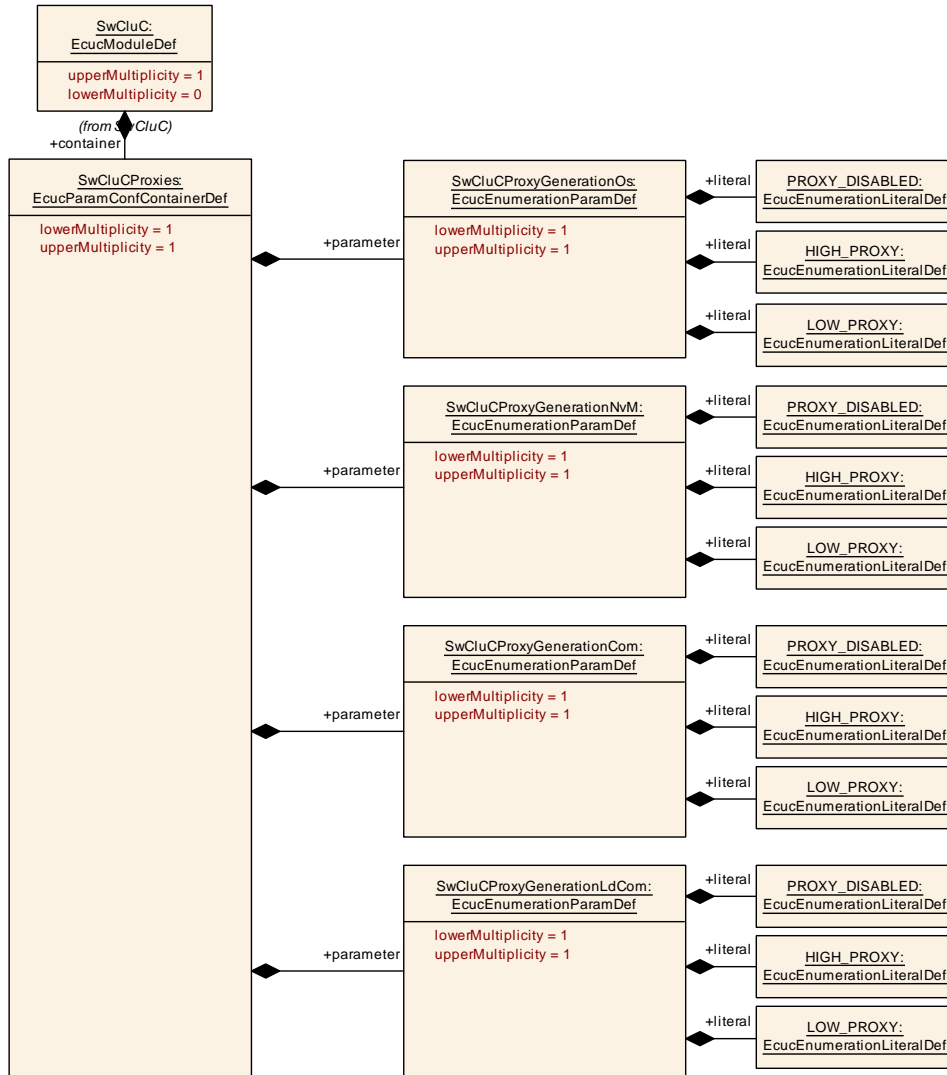 SwCluC:
EcucModuleDef
upperMultiplicity = 1
lowerMultiplicity = 0
(from SwCluC)
+container
SwCluCProxies:
EcucParamConfContainerDef
lowerMultiplicity = 1
upperMultiplicity = 1
+parameter
SwCluCProxyGenerationOs:
EcucEnumerationParamDef
lowerMultiplicity = 1
upperMultiplicity = 1
+literal
PROXY_DISABLED:
EcucEnumerationLiteralDef
+literal
HIGH_PROXY:
EcucEnumerationLiteralDef
+literal
LOW_PROXY:
EcucEnumerationLiteralDef
+parameter
SwCluCProxyGenerationNvM:
EcucEnumerationParamDef
lowerMultiplicity = 1
upperMultiplicity = 1
+literal
PROXY_DISABLED:
EcucEnumerationLiteralDef
+literal
HIGH_PROXY:
EcucEnumerationLiteralDef
+literal
LOW_PROXY:
EcucEnumerationLiteralDef
+parameter
SwCluCProxyGenerationCom:
EcucEnumerationParamDef
lowerMultiplicity = 1
upperMultiplicity = 1
+literal
PROXY_DISABLED:
EcucEnumerationLiteralDef
+literal
HIGH_PROXY:
EcucEnumerationLiteralDef
+literal
LOW_PROXY:
EcucEnumerationLiteralDef
+parameter
SwCluCProxyGenerationLdCom:
EcucEnumerationParamDef
lowerMultiplicity = 1
upperMultiplicity = 1
+literal
PROXY_DISABLED:
EcucEnumerationLiteralDef
+literal
HIGH_PROXY:
EcucEnumerationLiteralDef
+literal
LOW_PROXY:
EcucEnumerationLiteralDef